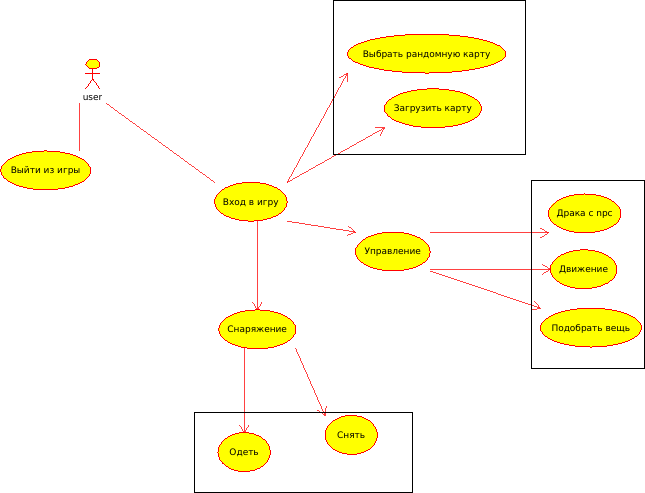 Выбрать рандомную карту
user
Загрузить карту
Выйти из игры
Вход в игру
Драка с npc
Управление
Движение
Снаряжение
Подобрать вещь
Снять
Одеть